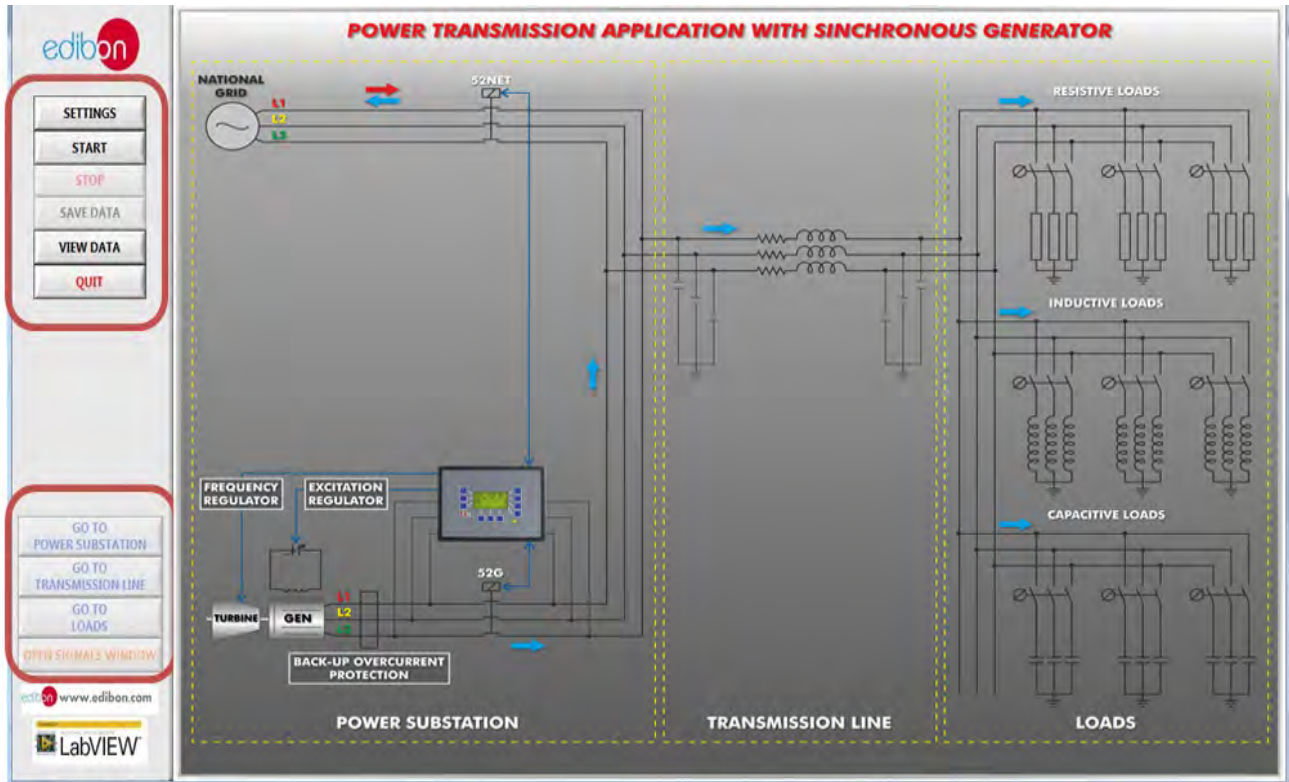 edibon
SETTINGS
START
STOP
SAVE DATA
VIEW DATA
QUIT
GO TO
POWER SUBSTATION
GO TO
TRANSMISSION LINE
GO TO
LOADS
OPEN SIGNALS WINDOW
edibon www.edibon.com
LabVIEW
POWER TRANSMISSION APPLICATION WITH SINCHRONOUS GENERATOR
NATIONAL
GRID
L1
L2
L3
52NET
FREQUENCY
REGULATOR
EXCITATION
REGULATOR
52G
TURBINE
GEN
L1
L2
L3
BACK-UP OVERCURRENT
PROTECTION
POWER SUBSTATION
TRANSMISSION LINE
RESISTIVE LOADS
INDUCTIVE LOADS
CAPACITIVE LOADS
LOADS